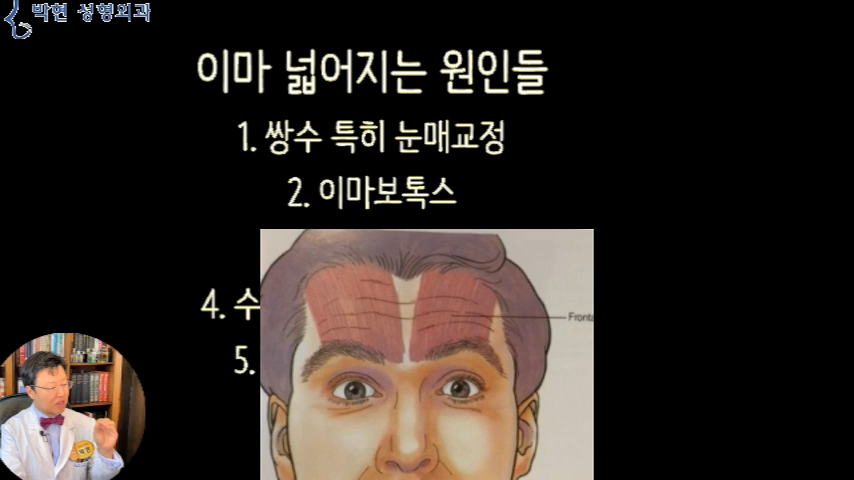 박현 성형외과
이마 넓어지는 원인들
1. 쌍수 특히 눈매교정
2. 이마보톡스
4. 수
Fronta
5.